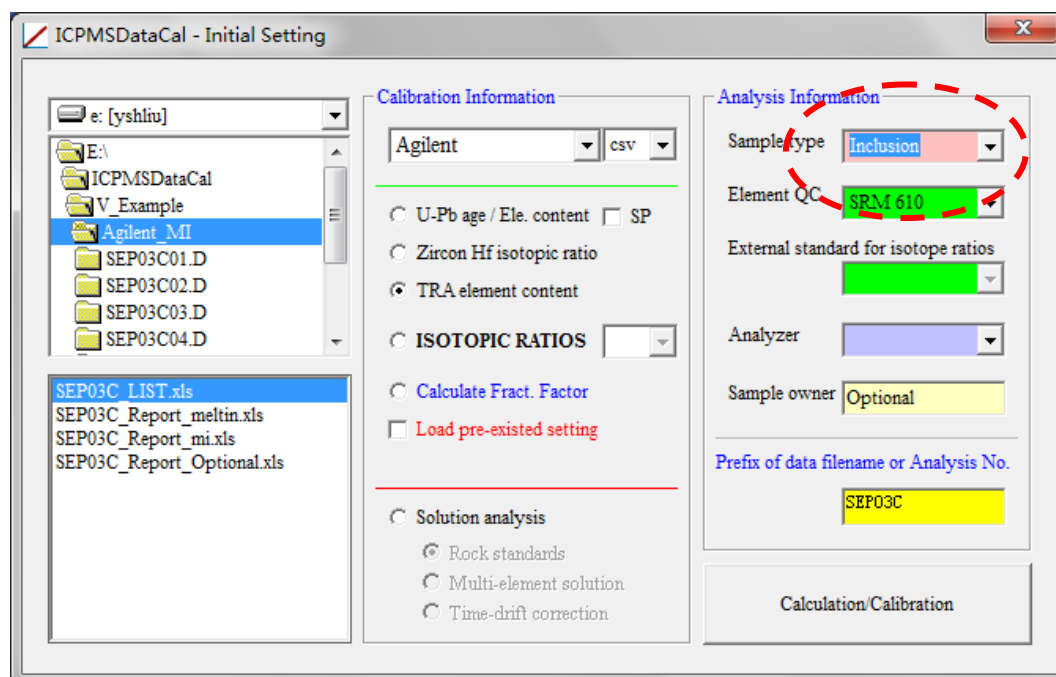 ICPMSDataCal - Initial Setting
e: [yshliu]
E:\
ICPMSDataCal
V_Example
Agilent_MI
SEP03C01.D
SEP03C02.D
SEP03C03.D
SEP03C04.D
SEP03C_LIST.xls
SEP03C_Report_meltin.xls
SEP03C_Report_mi.xls
SEP03C_Report_Optional.xls
Calibration Information
Agilent csv
U-Pb age / Ele. content SP
Zircon Hf isotopic ratio
TRA element content
ISOTOPIC RATIOS
Calculate Fract. Factor
Load pre-existed setting
Solution analysis
Rock standards
Multi-element solution
Time-drift correction
Analysis Information
Sample type Inclusion
Element QC SRM 610
External standard for isotope ratios
Analyzer
Sample owner Optional
Prefix of data filename or Analysis No.
SEP03C
Calculation/Calibration